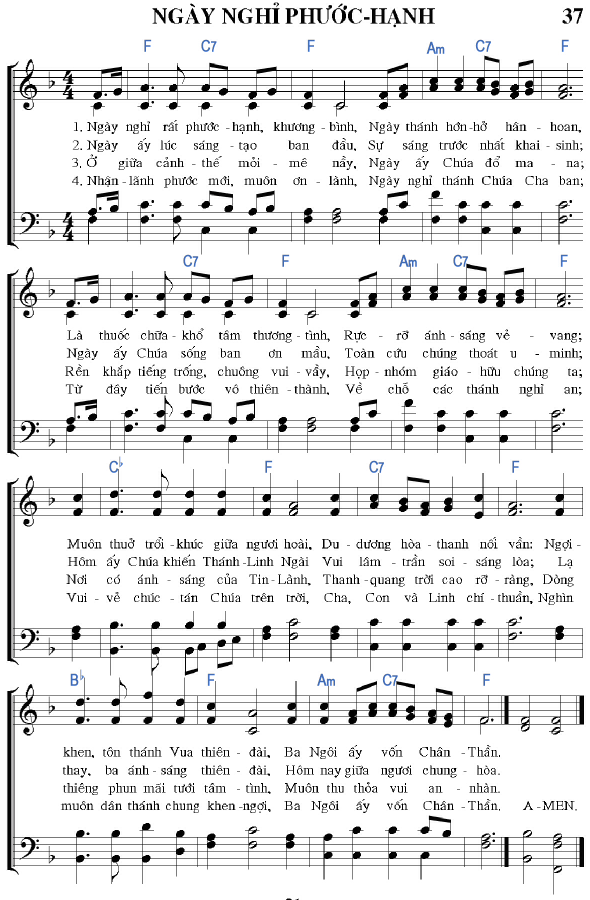 NGÀY NGHỈ PHƯỚC-HẠNH 37
F C7 F Am C7 F
1. Ngày nghỉ rất phước-hạnh, khương-bình, Ngày thánh hớn-hở hân-hoan,
2. Ngày ấy lúc sáng-tạo ban đầu, Sự sáng trước nhất khai-sinh;
3. Ở giữa cảnh-thế mỏi-mê nầy, Ngày ấy Chúa đổ ma-na;
4. Nhận-lãnh phước mới, muôn ơn-lành, Ngày nghỉ thánh Chúa Cha ban;
C7 F Am C7 F
Là thuốc chữa-khổ tâm thương-tình, Rực-rỡ ánh-sáng vẻ-vang;
Ngày ấy Chúa sống ban ơn mầu, Toàn cứu chúng thoát u-minh;
Rền khắp tiếng trống, chuông vui-vầy, Họp-nhóm giáo-hữu chúng ta;
Từ đây tiến bước vô thiên-thành, Về chỗ các thánh nghỉ an;
C♭ F C7 F
Muôn thuở trổi-khúc giữa ngươi hoài, Du-dương hòa-thanh nối vần: Ngợi-
Hôm ấy Chúa khiến Thánh-Linh Ngài Vui lâm-trần soi-sáng lòa; Lạ
Nơi có ánh-sáng của Tin-Lành, Thanh-quang trời cao rỡ-ràng, Dòng
Vui-vẻ chúc-tán Chúa trên trời, Cha, Con và Linh chí-thuần, Nghìn
B♭ F Am C7 F
khen, tôn thánh Vua thiên-đài, Ba Ngôi ấy vốn Chân-Thần.
thay, ba ánh-sáng thiên-đài, Hôm nay giữa ngươi chung-hòa.
thiêng phun mãi tưới tâm-tình, Muôn thu thỏa vui an-nhàn.
muôn dân thánh chung khen-ngợi, Ba Ngôi ấy vốn Chân-Thần. A-MEN.